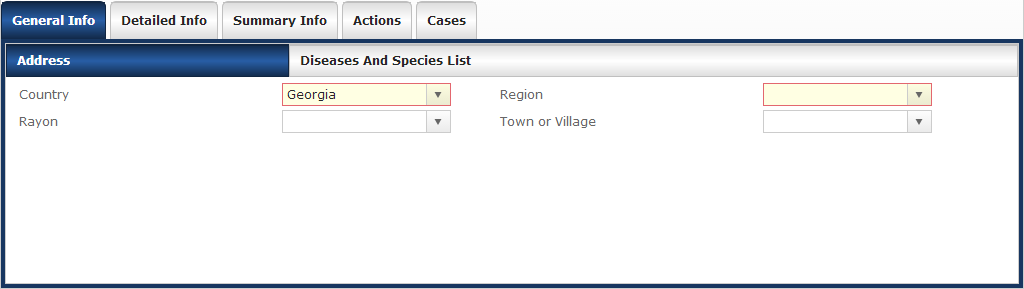 General Info Detailed Info Summary Info Actions Cases
Address Diseases And Species List
Country Georgia Region
Rayon Town or Village